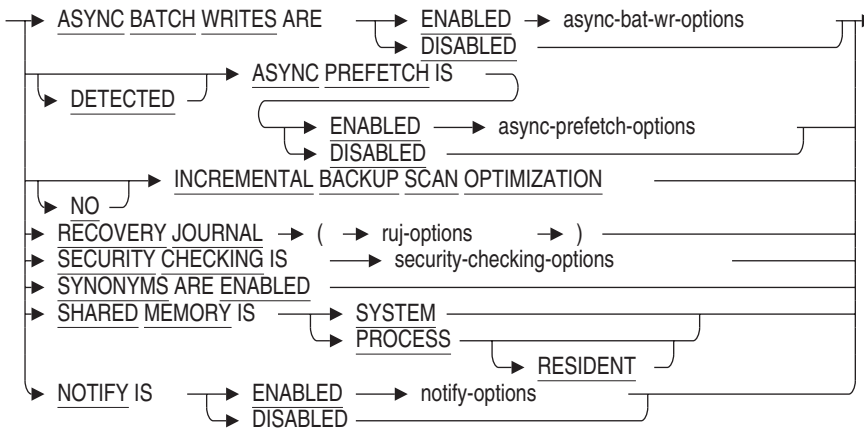 ASYNC BATCH WRITES ARE ENABLED async-bat-wr-options
DISABLED
ASYNC PREFETCH IS
DETECTED
ENABLED async-prefetch-options
DISABLED
INCREMENTAL BACKUP SCAN OPTIMIZATION
NO
RECOVERY JOURNAL ( ruj-options )
SECURITY CHECKING IS security-checking-options
SYNONYMS ARE ENABLED
SHARED MEMORY IS SYSTEM
PROCESS
RESIDENT
NOTIFY IS ENABLED notify-options
DISABLED